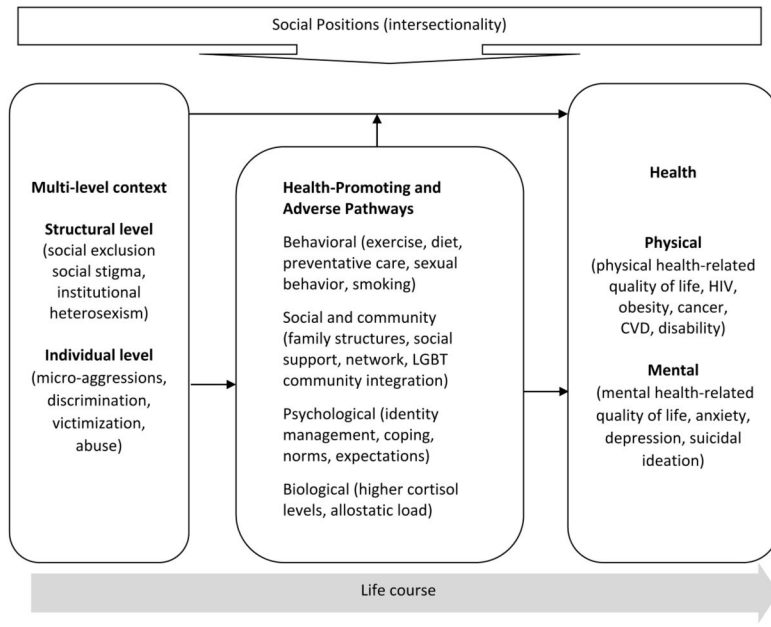 Social Positions (intersectionality)
Multi-level context
Structural level
(social exclusion
social stigma,
institutional
heterosexism)
Individual level
(micro-aggressions,
discrimination,
victimization,
abuse)
Health-Promoting and
Adverse Pathways
Behavioral (exercise, diet,
preventative care, sexual
behavior, smoking)
Social and community
(family structures, social
support, network, LGBT
community integration)
Psychological (identity
management, coping,
norms, expectations)
Biological (higher cortisol
levels, allostatic load)
Health
Physical
(physical health-related
quality of life, HIV,
obesity, cancer,
CVD, disability)
Mental
(mental health-related
quality of life, anxiety,
depression, suicidal
ideation)
Life course